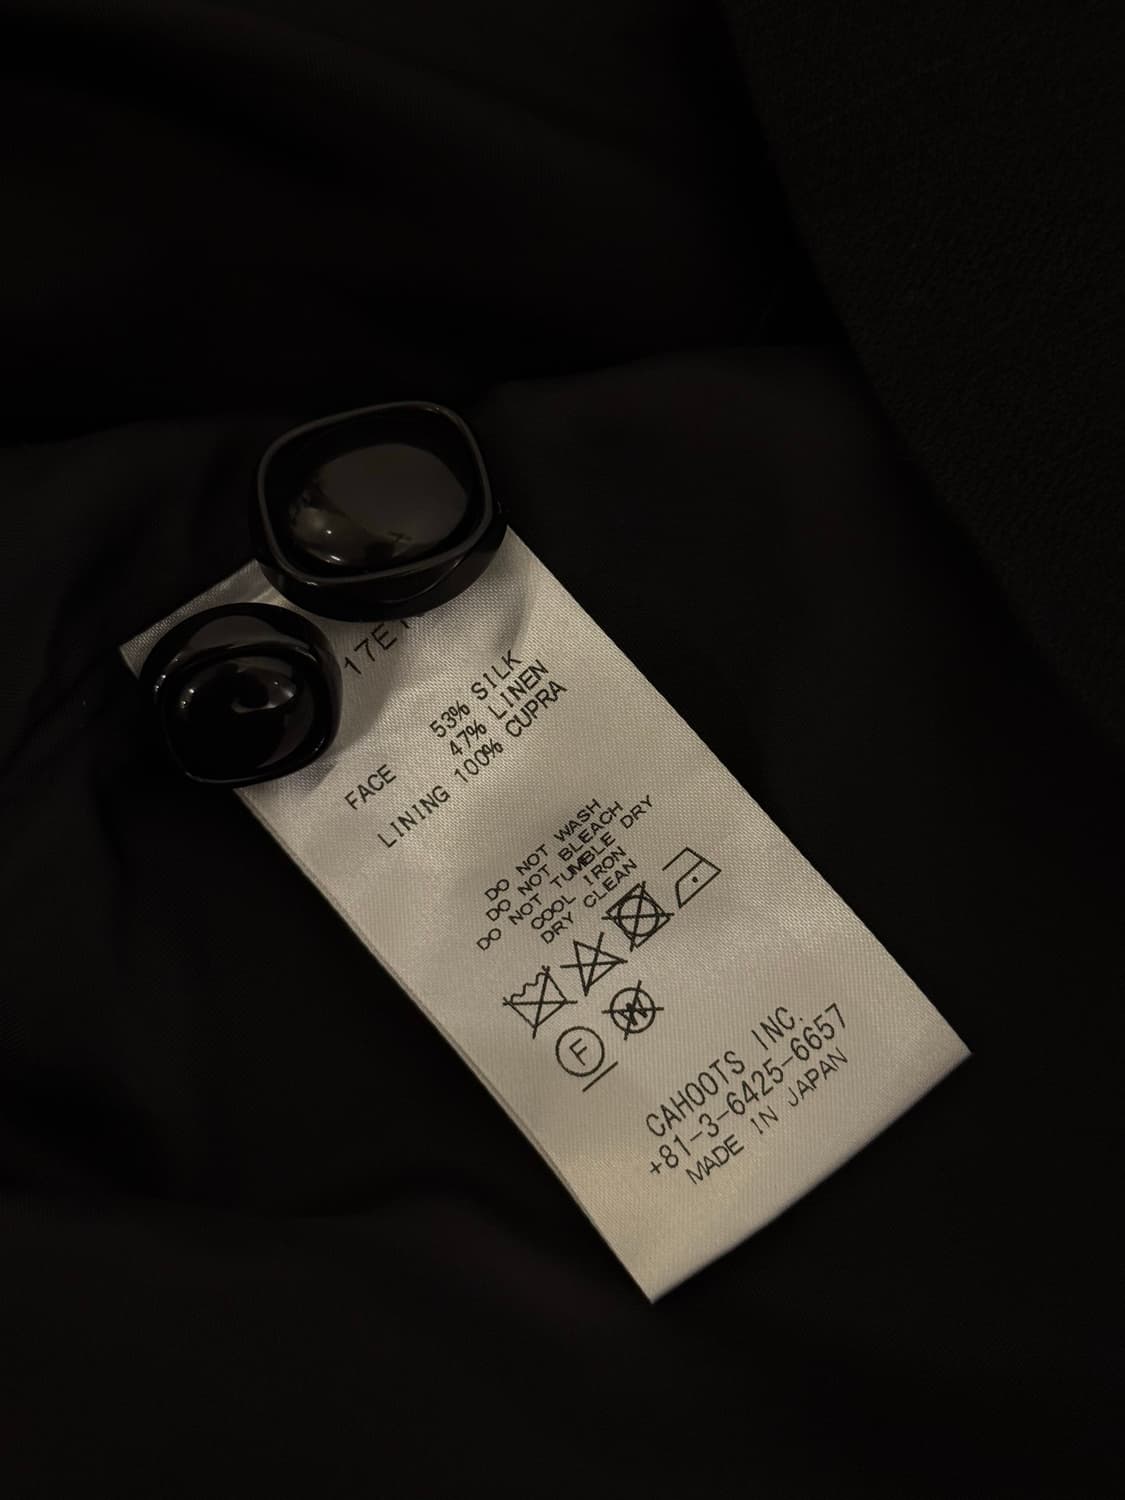 17E
53% SILK
FACE 47% LINEN
LINING 100% CUPRA
DO NOT WASH
DO NOT BLEACH
DO NOT TUMBLE DRY
COOL IRON
DRY CLEAN
F W
CAHOOTS INC.
+81-3-6425-6657
MADE IN JAPAN